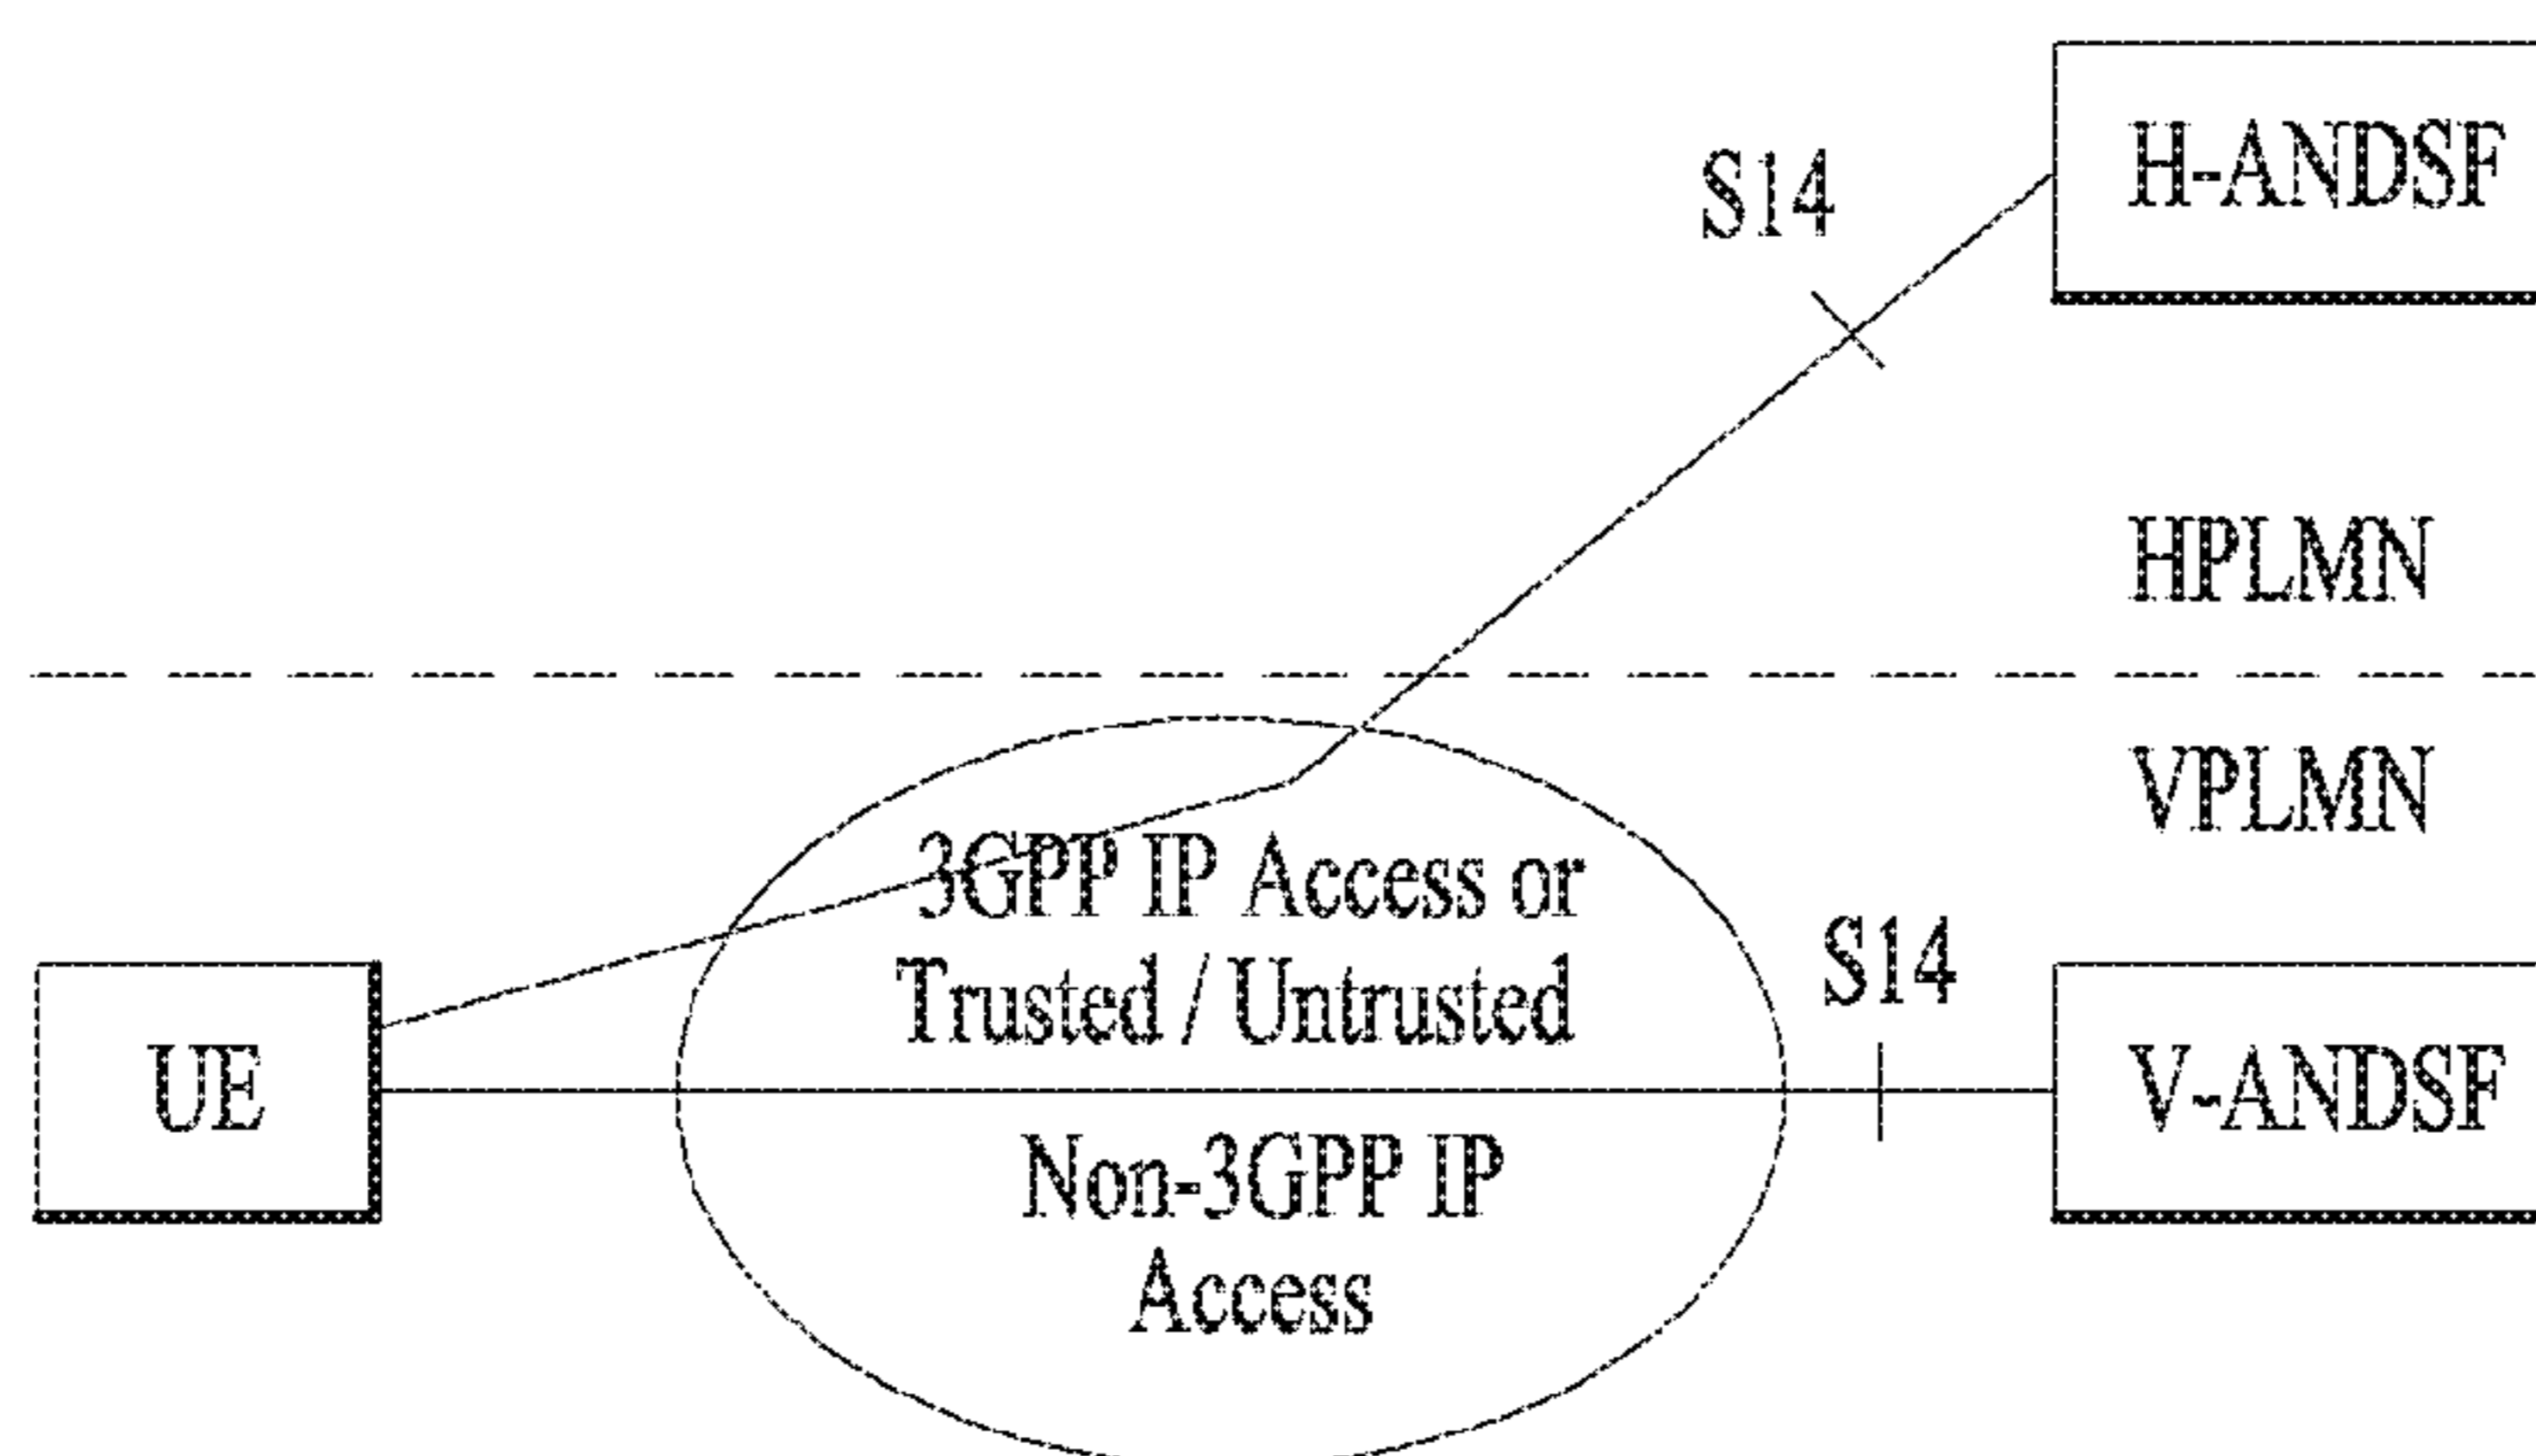 H-ANDSF
S14
HPLMN
VPLMN
3GPP IP Access or
Trusted / Untrusted
Non-3GPP IP
Access
S14
UE
V-ANDSF